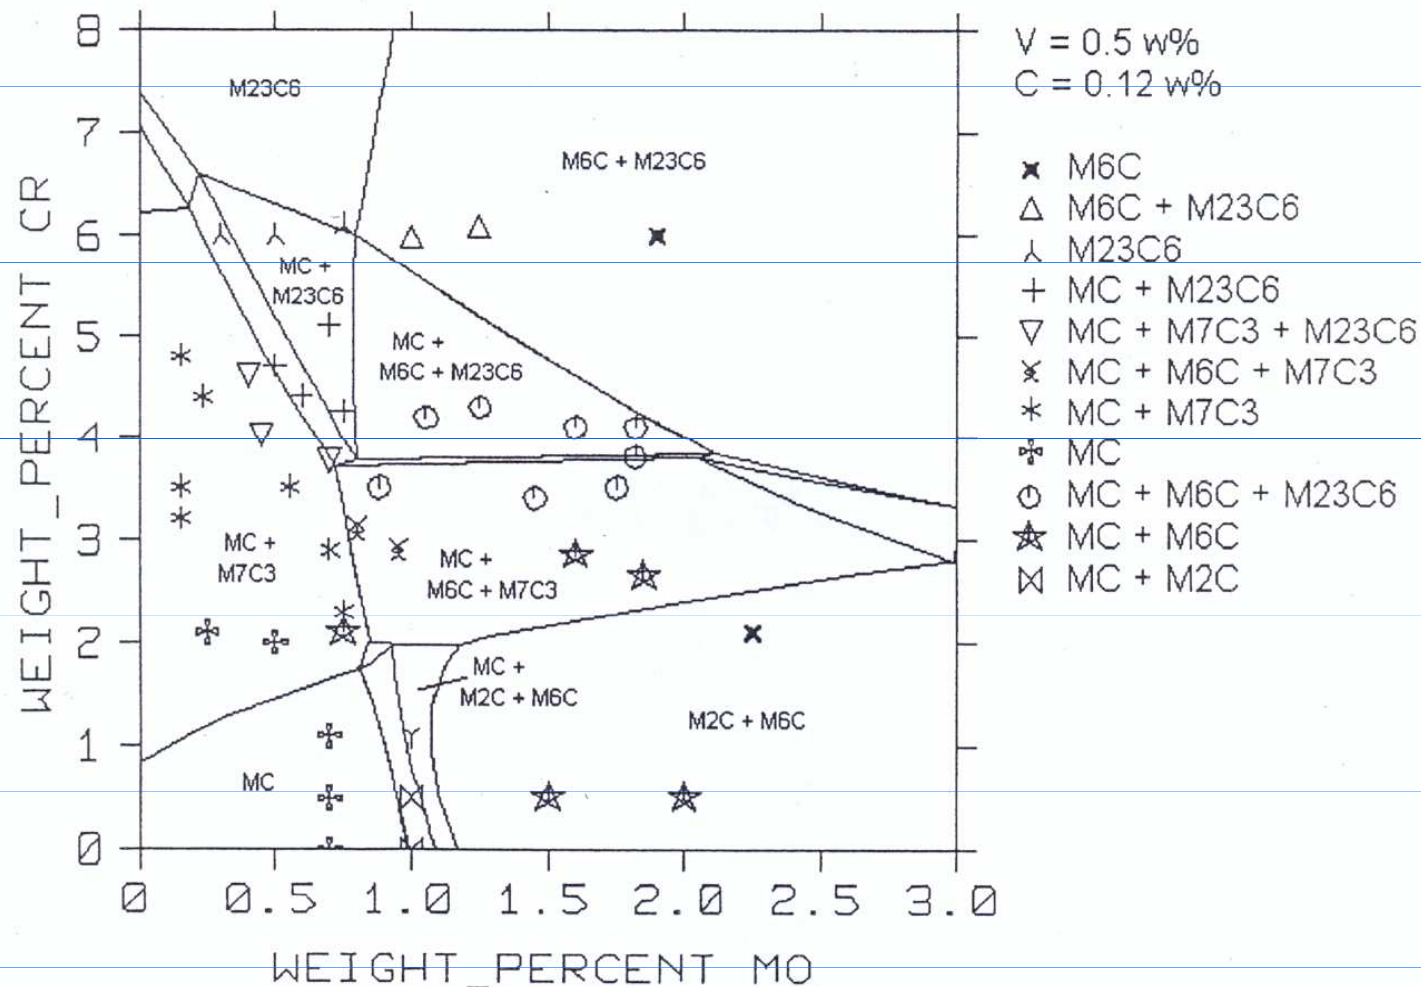 8
7
6
5
4
3
2
1
0
WEIGHT_PERCENT CR
0
0.5
1.0
1.5
2.0
2.5
3.0
WEIGHT_PERCENT MO
M23C6
M6C + M23C6
MC +
M23C6
MC +
M6C + M23C6
MC +
M7C3
MC +
M6C + M7C3
MC +
M2C + M6C
M2C + M6C
MC
V = 0.5 w%
C = 0.12 w%
M6C
M6C + M23C6
M23C6
MC + M23C6
MC + M7C3 + M23C6
MC + M6C + M7C3
MC + M7C3
MC
MC + M6C + M23C6
MC + M6C
MC + M2C